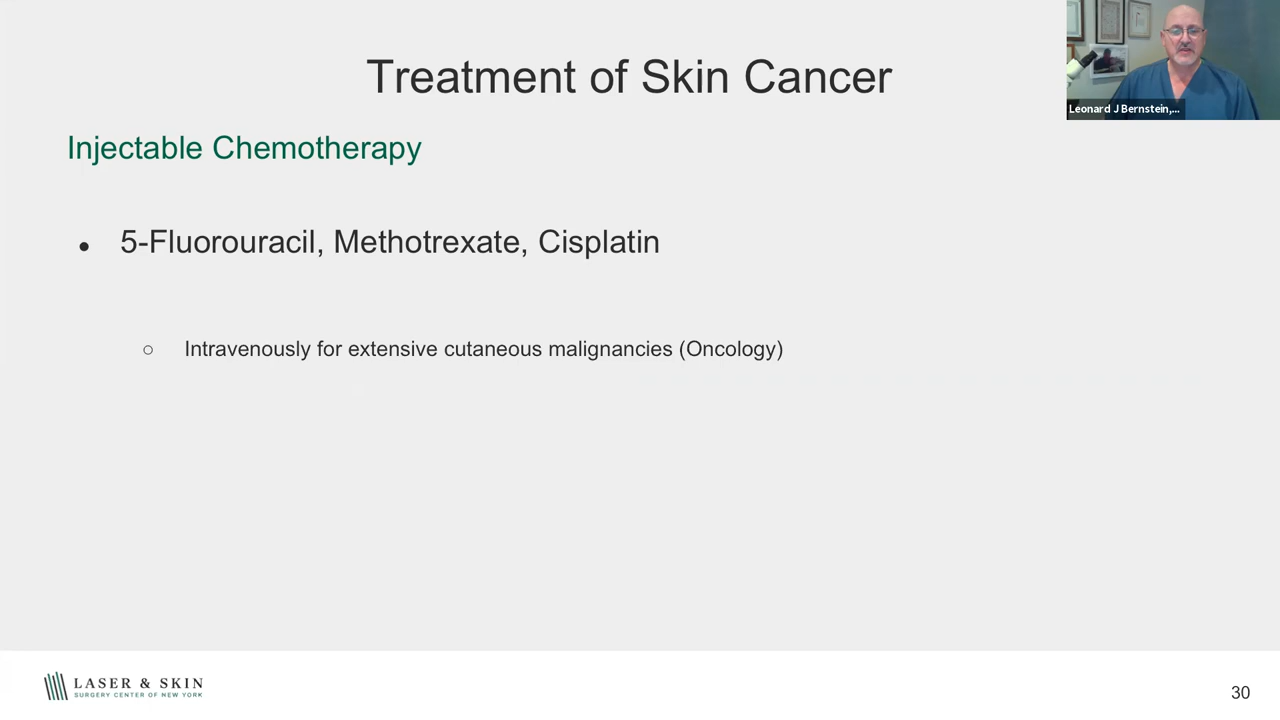 Treatment of Skin Cancer
Leonard J Bernstein,...
Injectable Chemotherapy
● 5-Fluorouracil, Methotrexate, Cisplatin
○ Intravenously for extensive cutaneous malignancies (Oncology)
LASER & SKIN
SURGERY CENTER OF NEW YORK
30